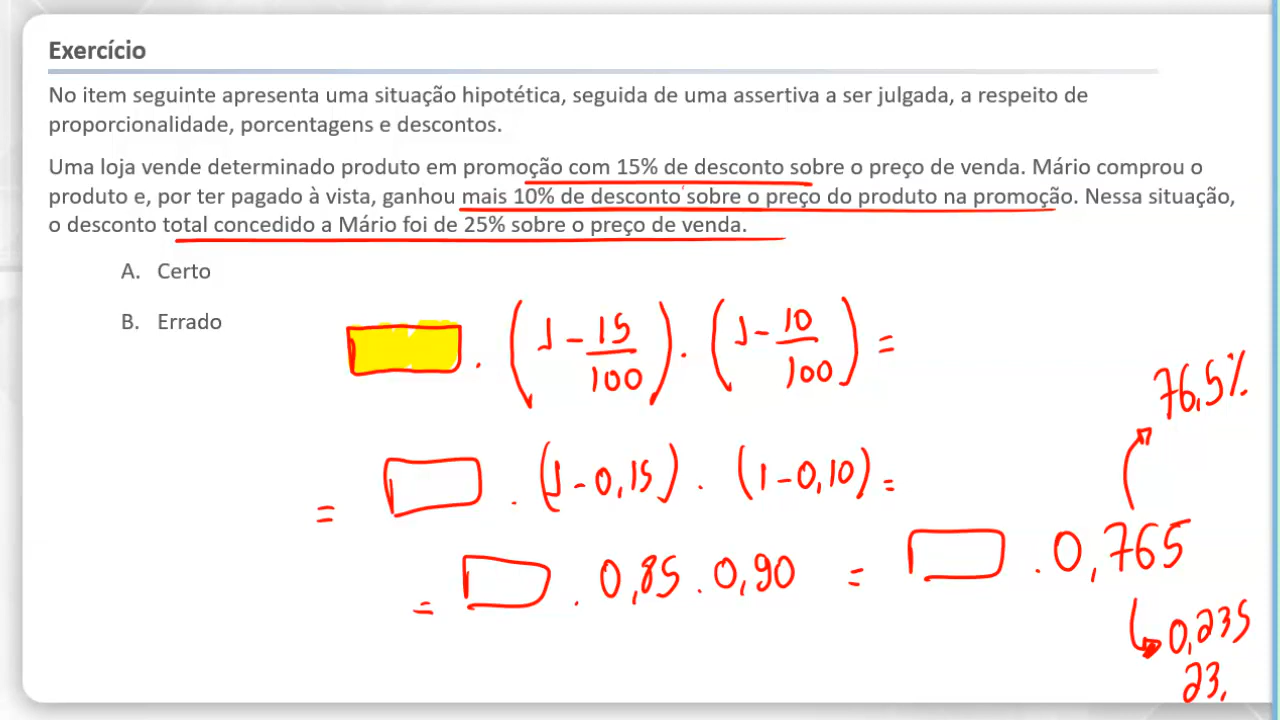 Exercício
No item seguinte apresenta uma situação hipotética, seguida de uma assertiva a ser julgada, a respeito de
proporcionalidade, porcentagens e descontos.
Uma loja vende determinado produto em promoção com 15% de desconto sobre o preço de venda. Mário comprou o
produto e, por ter pagado à vista, ganhou mais 10% de desconto sobre o preço do produto na promoção. Nessa situação,
o desconto total concedido a Mário foi de 25% sobre o preço de venda.
A. Certo
B. Errado
. (1 - 15/100) . (1 - 10/100) =
= . (1 - 0,15) . (1 - 0,10) =
= . 0,85 . 0,90 = . 0,765
76,5%
0,235
23,